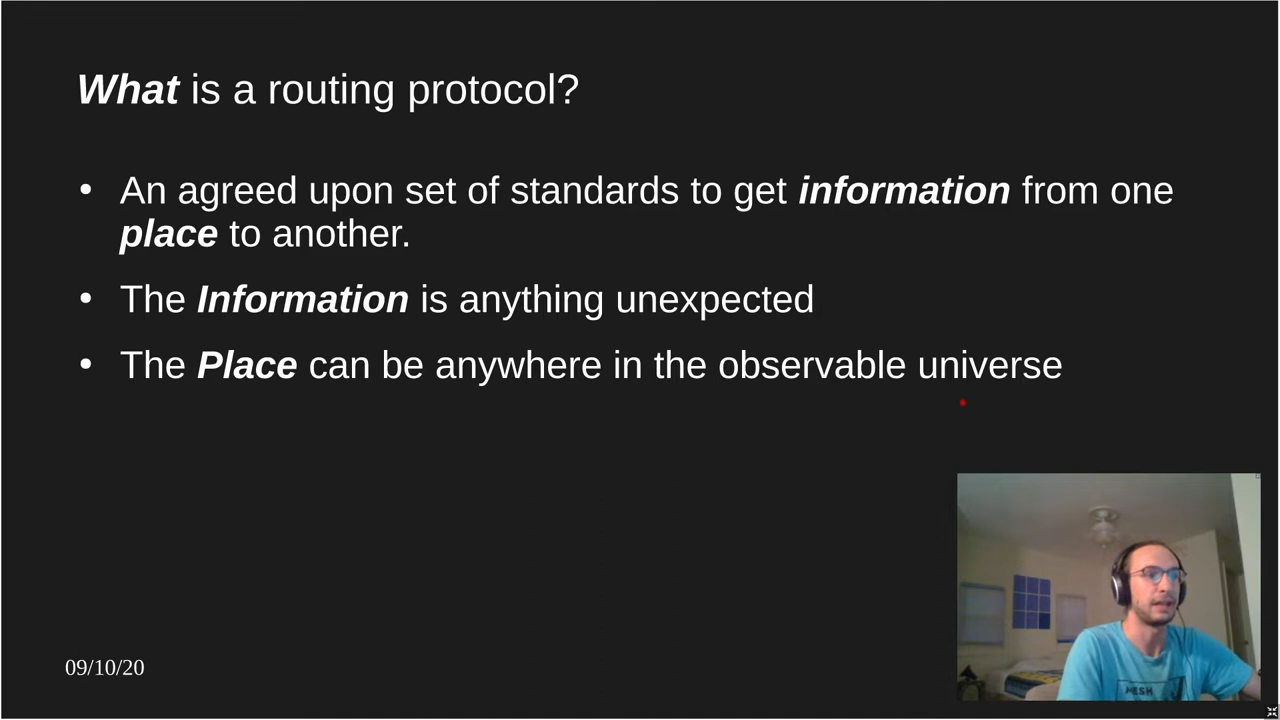 What is a routing protocol?
• An agreed upon set of standards to get information from one
place to another.
• The Information is anything unexpected
• The Place can be anywhere in the observable universe
09/10/20
MESH